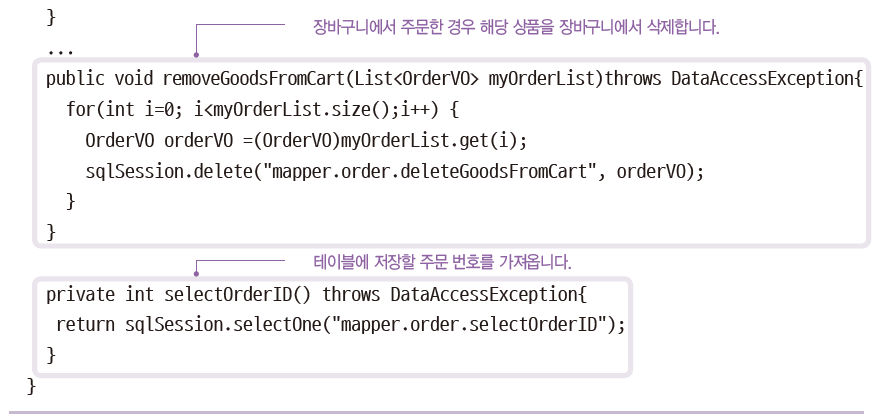 }
장바구니에서 주문한 경우 해당 상품을 장바구니에서 삭제합니다.
...
public void removeGoodsFromCart(List<OrderVO> myOrderList)throws DataAccessException{
for(int i=0; i<myOrderList.size();i++) {
OrderVO orderVO =(OrderVO)myOrderList.get(i);
sqlSession.delete("mapper.order.deleteGoodsFromCart", orderVO);
}
}
테이블에 저장할 주문 번호를 가져옵니다.
private int selectOrderID() throws DataAccessException{
return sqlSession.selectOne("mapper.order.selectOrderID");
}
}